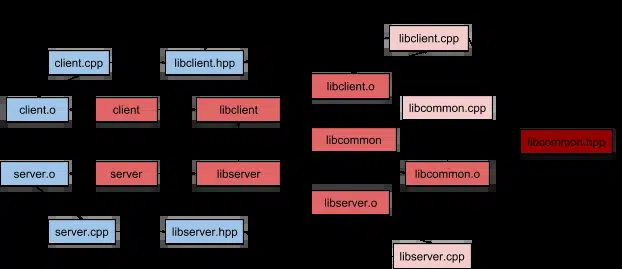 libclient.cpp
client.cpp
libclient.hpp
libclient.o
client.o
client
libclient
libcommon.cpp
libcommon
libcommon.hpp
server.o
server
libserver
libcommon.o
libserver.o
server.cpp
libserver.hpp
libserver.cpp